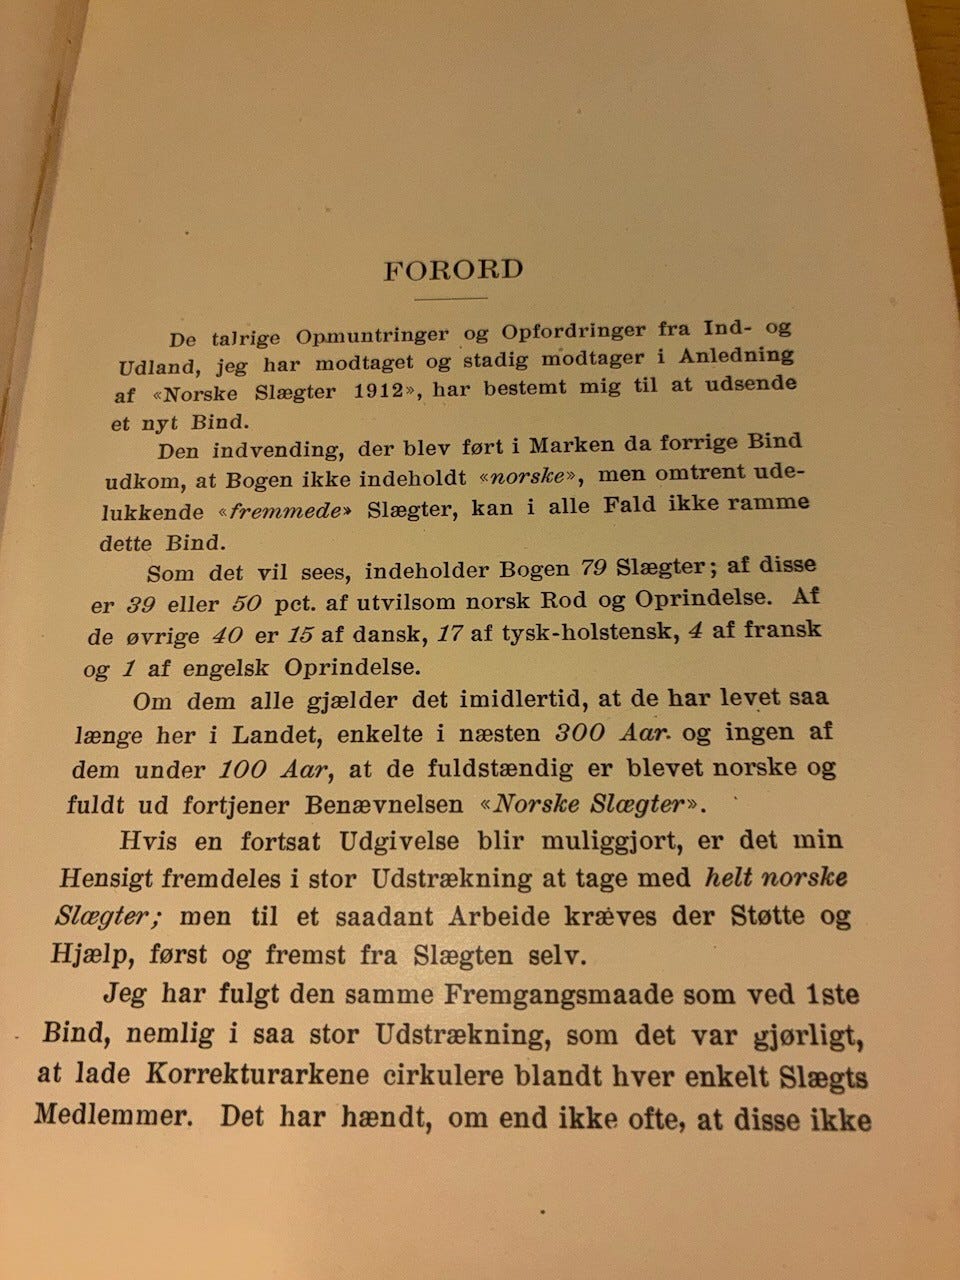 FORORD
De talrige Opmuntringer og Opfordringer fra Ind- og
Udland, jeg har modtaget og stadig modtager i Anledning
af «Norske Slægter 1912», har bestemt mig til at udsende
et nyt Bind.
Den indvending, der blev ført i Marken da forrige Bind
udkom, at Bogen ikke indeholdt «norske», men omtrent ude-
lukkende «fremmede» Slægter, kan i alle Fald ikke ramme
dette Bind.
Som det vil sees, indeholder Bogen 79 Slægter; af disse
er 39 eller 50 pct. af utvilsom norsk Rod og Oprindelse. Af
de øvrige 40 er 15 af dansk, 17 af tysk-holstensk, 4 af fransk
og 1 af engelsk Oprindelse.
Om dem alle gjælder det imidlertid, at de har levet saa
længe her i Landet, enkelte i næsten 300 Aar. og ingen af
dem under 100 Aar, at de fuldstændig er blevet norske og
fuldt ud fortjener Benævnelsen «Norske Slægter».
Hvis en fortsat Udgivelse blir muliggjort, er det min
Hensigt fremdeles i stor Udstrækning at tage med helt norske
Slægter; men til et saadant Arbeide kræves der Støtte og
Hjælp, først og fremst fra Slægten selv.
Jeg har fulgt den samme Fremgangsmaade som ved 1ste
Bind, nemlig i saa stor Udstrækning, som det var gjørligt,
at lade Korrekturarkene cirkulere blandt hver enkelt Slægts
Medlemmer. Det har hændt, om end ikke ofte, at disse ikke